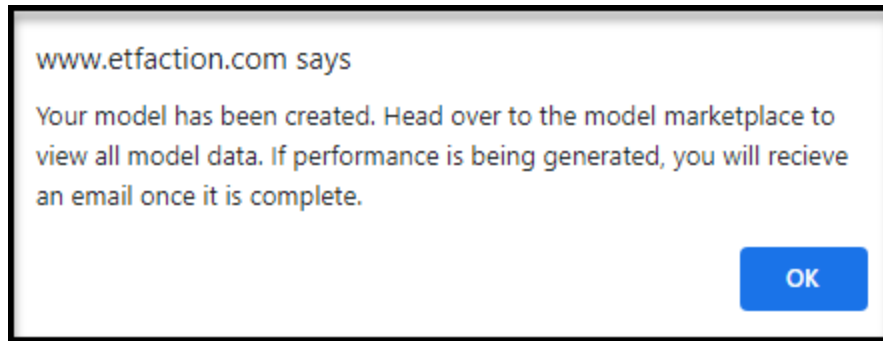 www.etfaction.com says
Your model has been created. Head over to the model marketplace to
view all model data. If performance is being generated, you will recieve
an email once it is complete.
OK